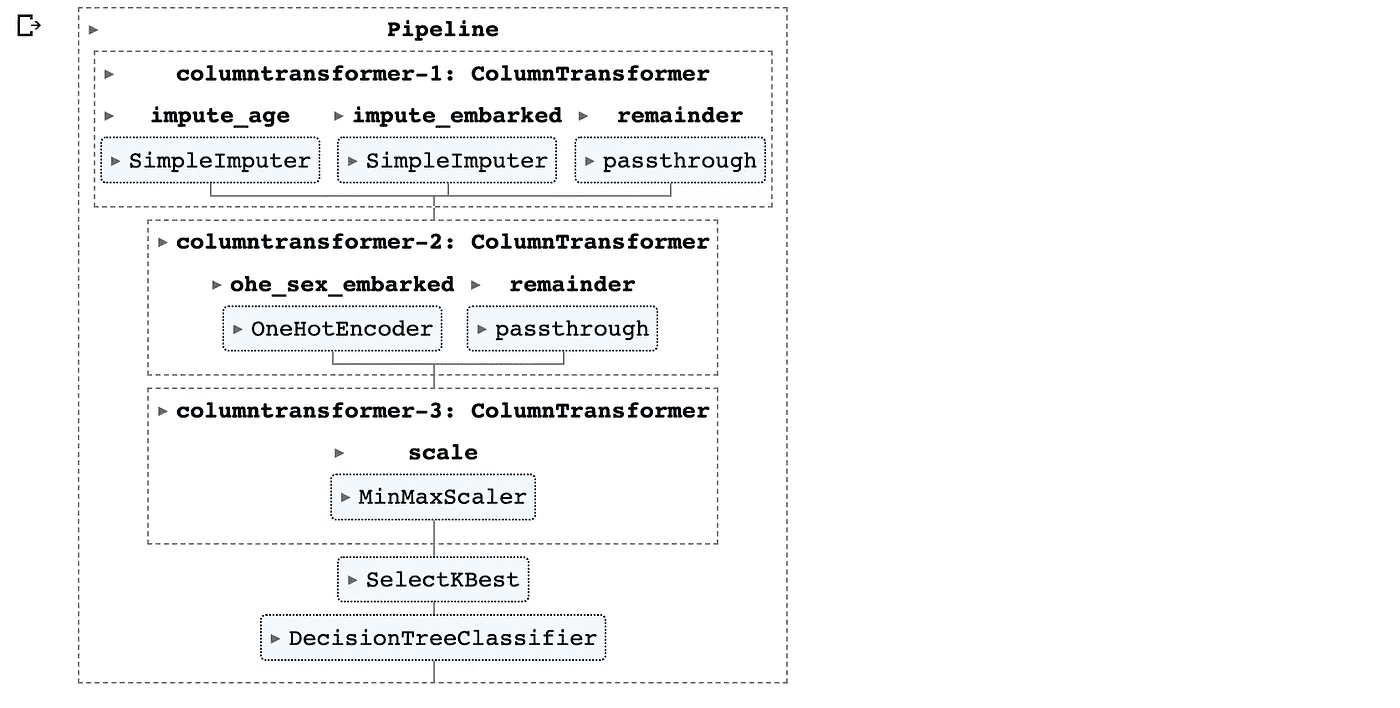 Pipeline
columntransformer-1: ColumnTransformer
impute_age impute_embarked remainder
SimpleImputer SimpleImputer passthrough
columntransformer-2: ColumnTransformer
ohe_sex_embarked remainder
OneHotEncoder passthrough
columntransformer-3: ColumnTransformer
scale
MinMaxScaler
SelectKBest
DecisionTreeClassifier